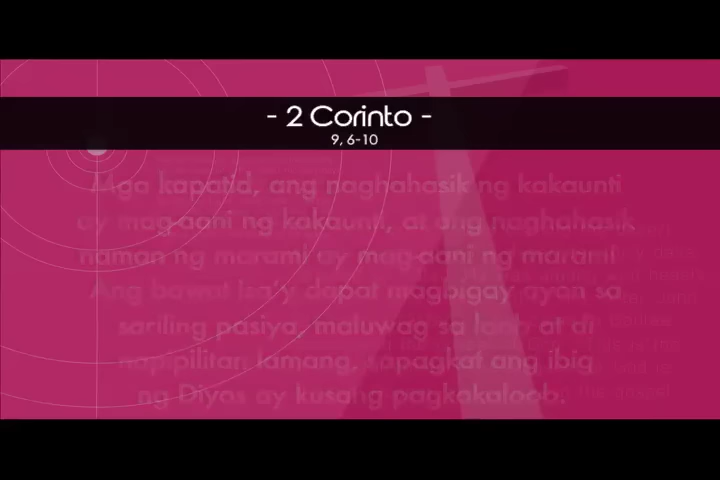 - 2 Corinto -
9, 6-10
Mga kapatid, ang naghahasik ng kakaunti
ay mag-aani ng kakaunti, at ang naghahasik
naman ng marami ay mag-aani ng marami.
Ang bawat isa'y dapat magbigay ayon sa
sariling pasiya, maluwag sa loob at di
napipilitan lamang, sapagkat ang ibig
ng Diyos ay kusang pagkakaloob.